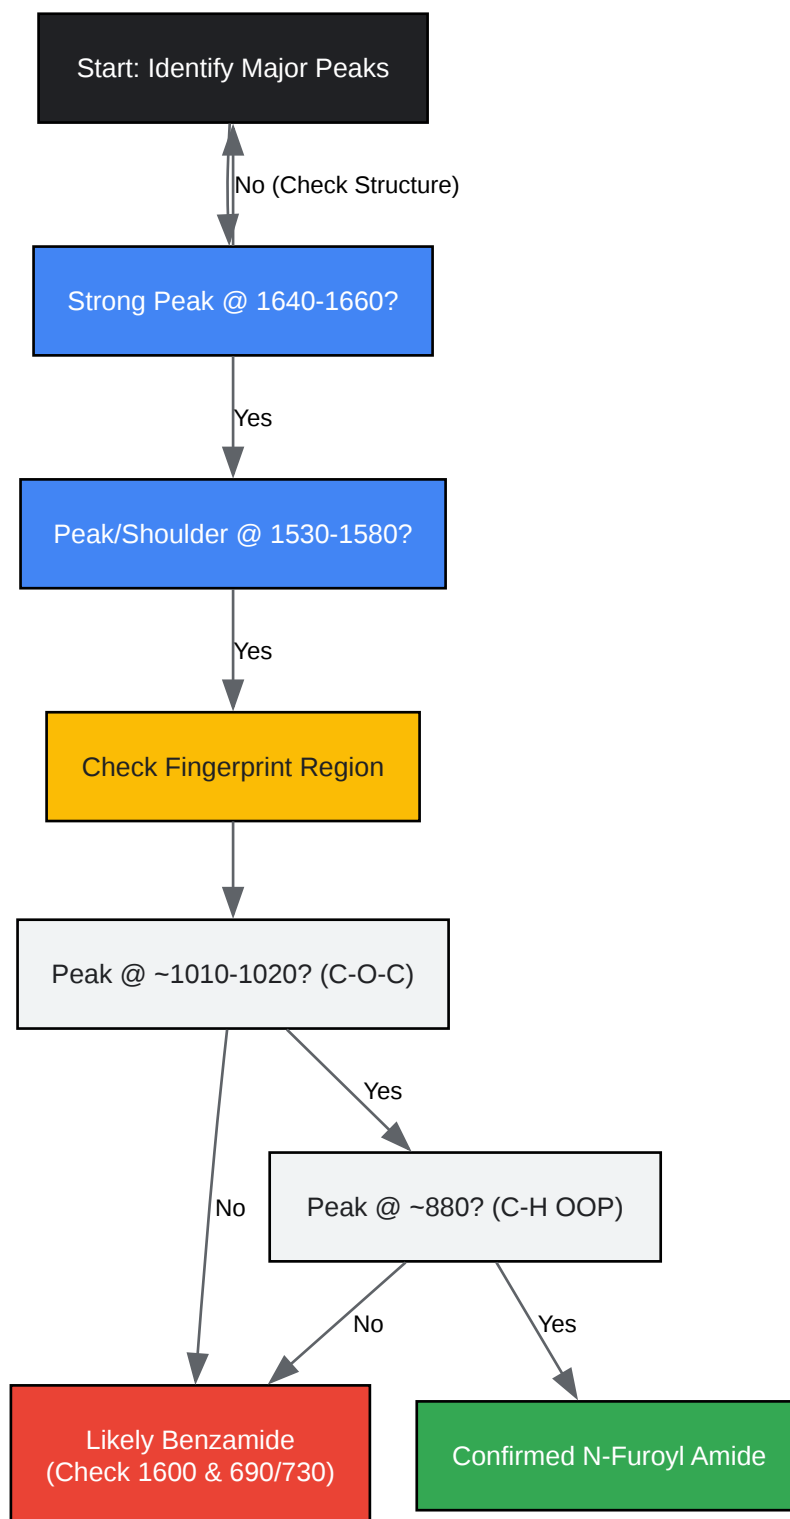 Start: Identify Major Peaks
No (Check Structure)
Strong Peak @ 1640-1660?
Yes
Peak/Shoulder @ 1530-1580?
Yes
Check Fingerprint Region
Peak @ ~1010-1020? (C-O-C)
Yes
Peak @ ~880? (C-H OOP)
No
No
Yes
Likely Benzamide
(Check 1600 & 690/730)
Confirmed N-Furoyl Amide